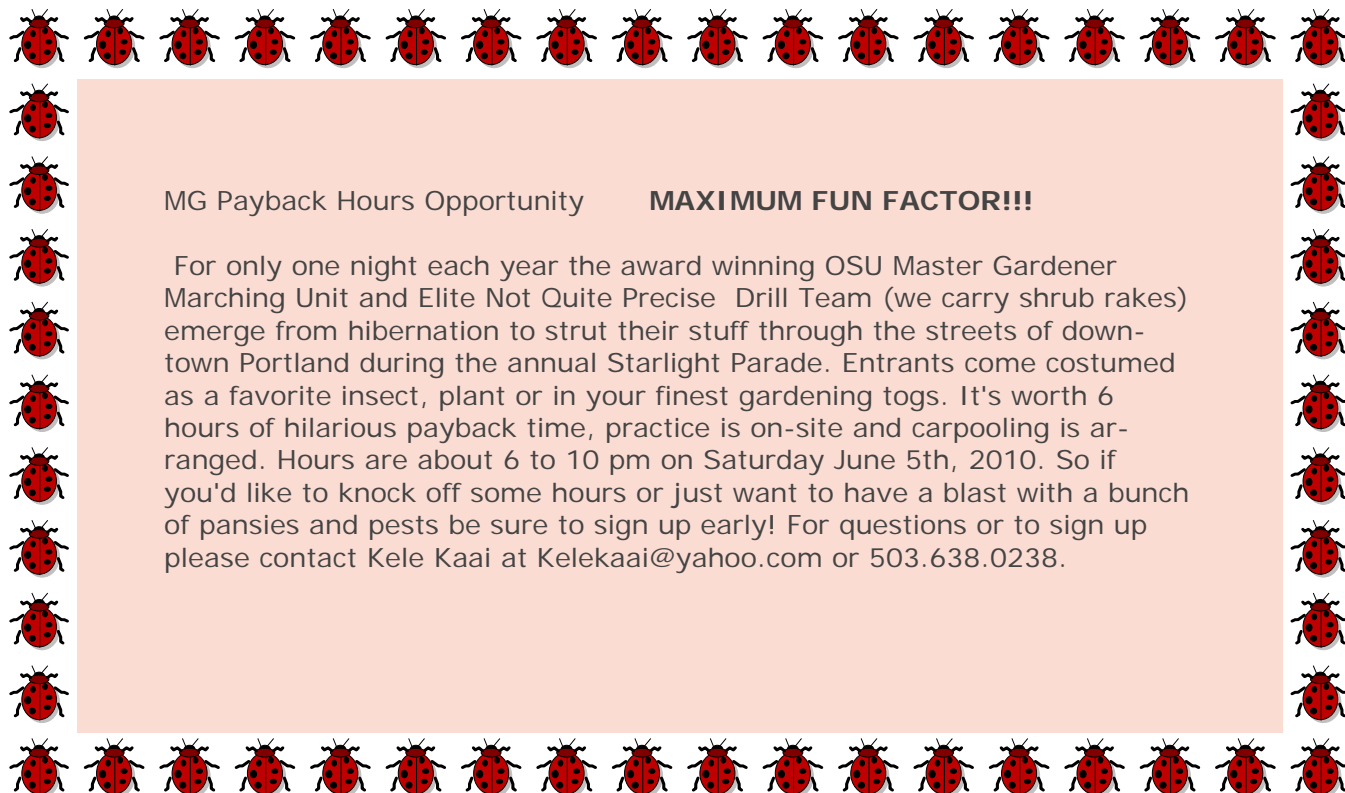 MG Payback Hours Opportunity MAXIMUM FUN FACTOR!!!
For only one night each year the award winning OSU Master Gardener
Marching Unit and Elite Not Quite Precise Drill Team (we carry shrub rakes)
emerge from hibernation to strut their stuff through the streets of down-
town Portland during the annual Starlight Parade. Entrants come costumed
as a favorite insect, plant or in your finest gardening togs. It's worth 6
hours of hilarious payback time, practice is on-site and carpooling is ar-
ranged. Hours are about 6 to 10 pm on Saturday June 5th, 2010. So if
you'd like to knock off some hours or just want to have a blast with a bunch
of pansies and pests be sure to sign up early! For questions or to sign up
please contact Kele Kaai at Kelekaai@yahoo.com or 503.638.0238.